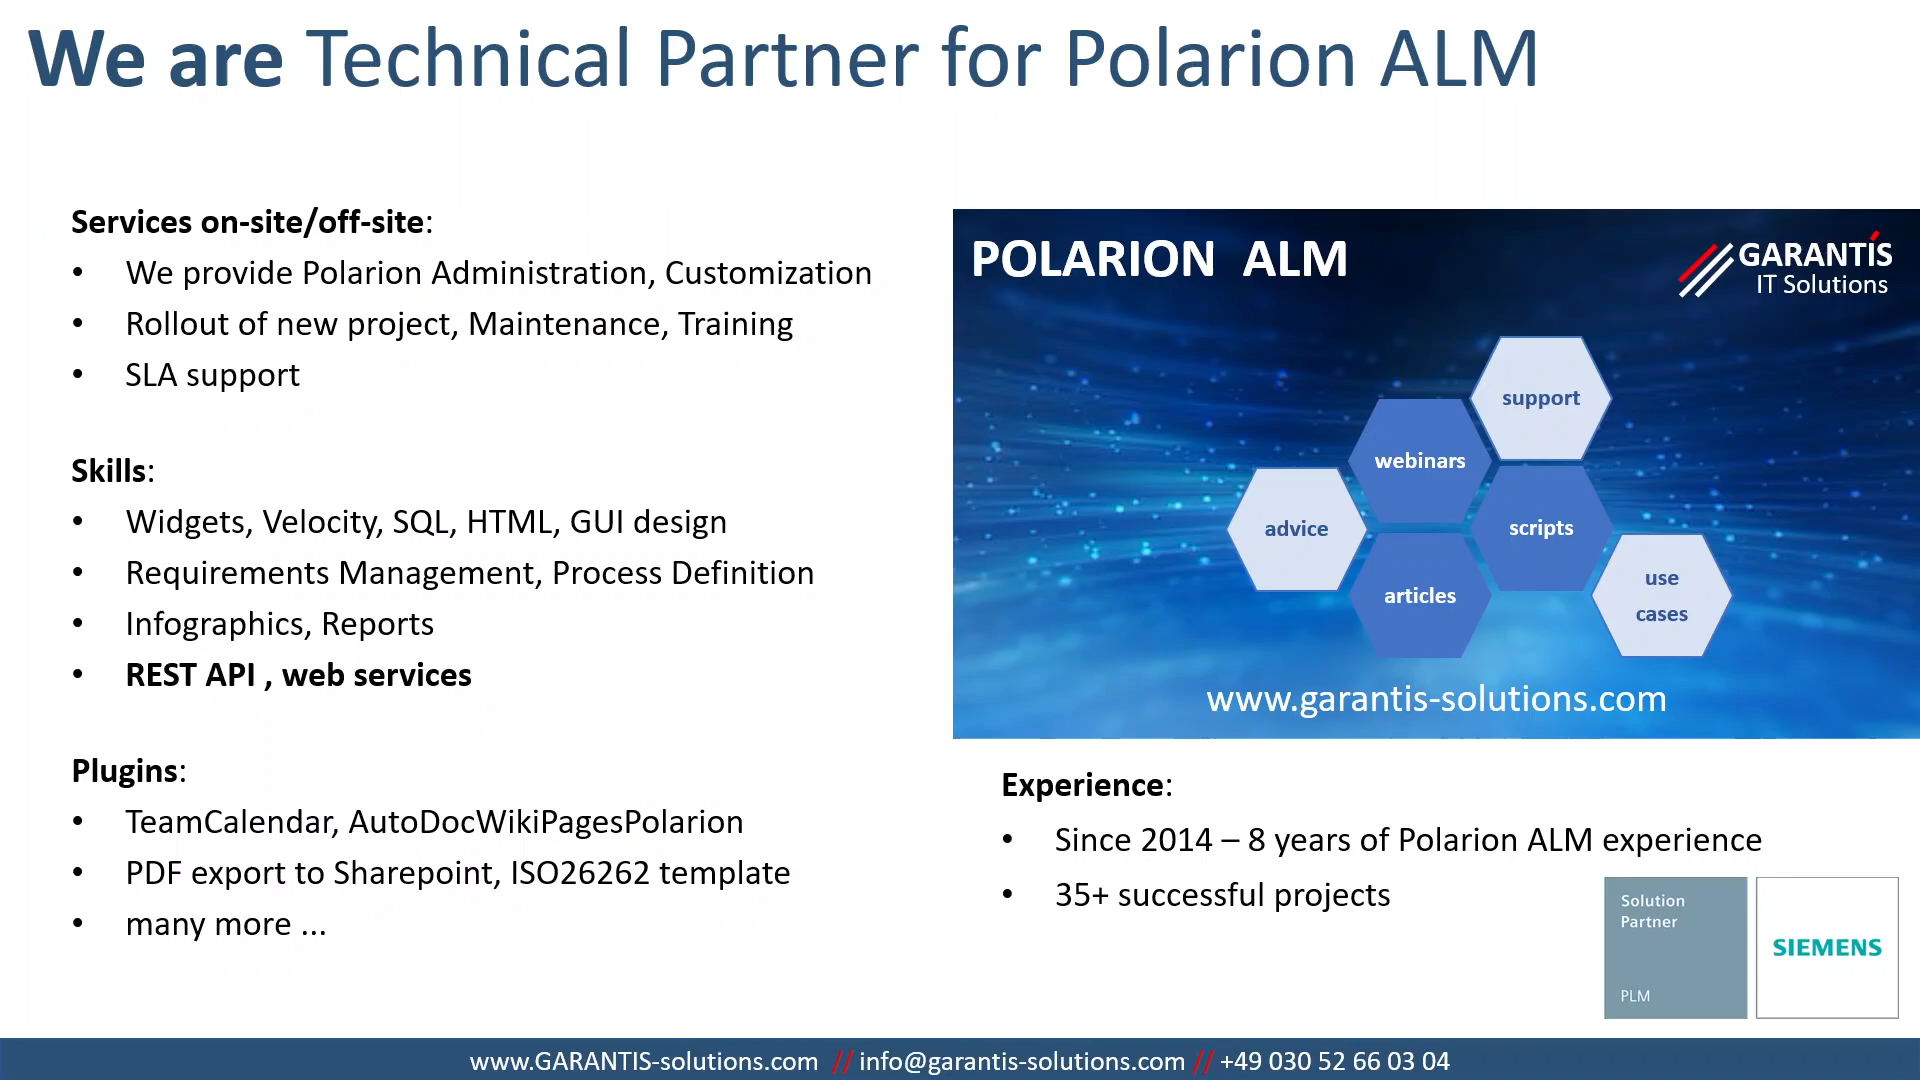 We are Technical Partner for Polarion ALM
Services on-site/off-site:
• We provide Polarion Administration, Customization
• Rollout of new project, Maintenance, Training
• SLA support
Skills:
• Widgets, Velocity, SQL, HTML, GUI design
• Requirements Management, Process Definition
• Infographics, Reports
• REST API , web services
Plugins:
• TeamCalendar, AutoDocWikiPagesPolarion
• PDF export to Sharepoint, ISO26262 template
• many more ...
POLARION ALM
GARANTIS
IT Solutions
support
webinars
advice
scripts
articles
use
cases
www.garantis-solutions.com
Experience:
• Since 2014 – 8 years of Polarion ALM experience
• 35+ successful projects
Solution
Partner
PLM
SIEMENS
www.GARANTIS-solutions.com // info@garantis-solutions.com // +49 030 52 66 03 04